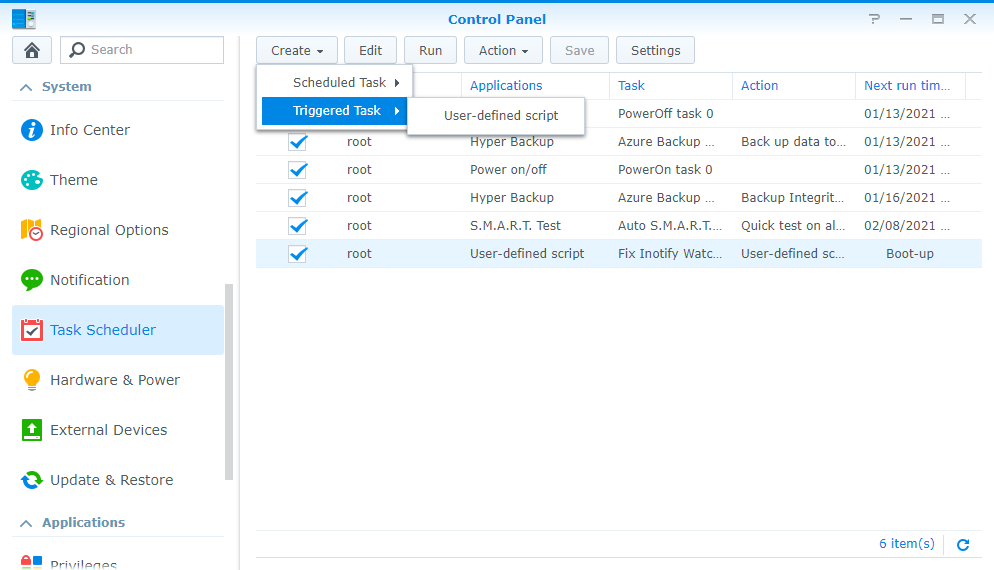 Control Panel
Search
Create Edit Run Action Save Settings
System
Info Center
Theme
Regional Options
Notification
Task Scheduler
Hardware & Power
External Devices
Update & Restore
Applications
Privileges
Scheduled Task
Triggered Task
User-defined script
Applications Task Action Next run tim...
PowerOff task 0 01/13/2021 ...
root Hyper Backup Azure Backup ... Back up data to... 01/13/2021 ...
root Power on/off PowerOn task 0 01/13/2021 ...
root Hyper Backup Azure Backup ... Backup Integrit... 01/16/2021 ...
root S.M.A.R.T. Test Auto S.M.A.R.T.... Quick test on al... 02/08/2021 ...
root User-defined script Fix Inotify Watc... User-defined sc... Boot-up
6 item(s)